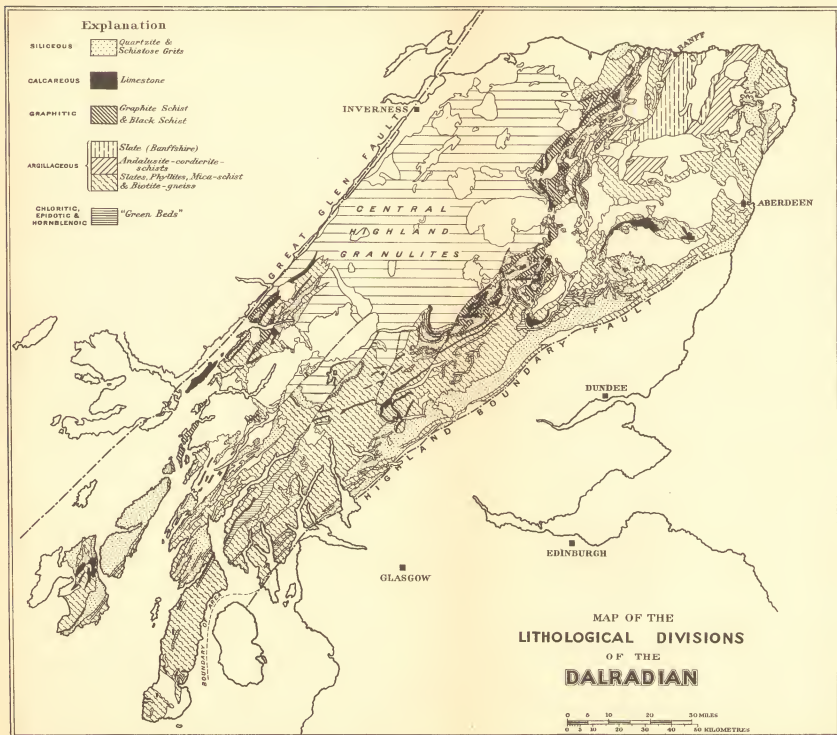 Explanation
SILICEOUS
Quartzite &
Schistose Grits
CALCAREOUS
Limestone
GRAPHITIC
Graphite Schist
& Black Schist
ARGILLACEOUS
Slate (Banffshire)
Andalusite-cordierite-
schists
Slates, Phyllites, Mica-schist
& Biotite-gneiss
CHLORITIC,
EPIDOTIC &
HORNBLENDIC
"Green Beds"
BANFF
INVERNESS
GREAT GLEN FAULT
ABERDEEN
CENTRAL
HIGHLAND
GRANULITES
HIGHLAND BOUNDARY FAULT
DUNDEE
EDINBURGH
GLASGOW
BOUNDARY OF
MAP OF THE
LITHOLOGICAL DIVISIONS
OF THE
DALRADIAN
0 5 10 20 30 MILES
0 5 10 20 30 40 50 KILOMETRES